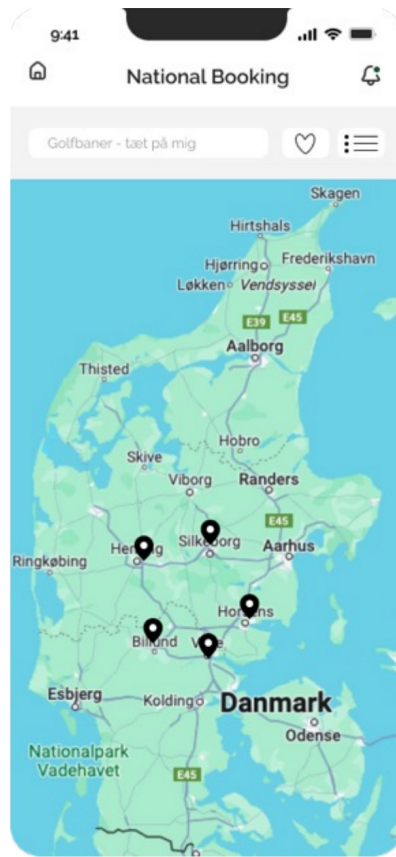 9:41
National Booking
Golfbaner - tæt på mig
Skagen
Hirtshals
Hjørring
Frederikshavn
Løkken
Vendsyssel
E39
E45
Aalborg
Thisted
Hobro
Skive
Viborg
Randers
E45
Silkeborg
Aarhus
Ringkøbing
Horsens
Billund
Esbjerg
Kolding
Danmark
Odense
Nationalpark
Vadehavet
E45